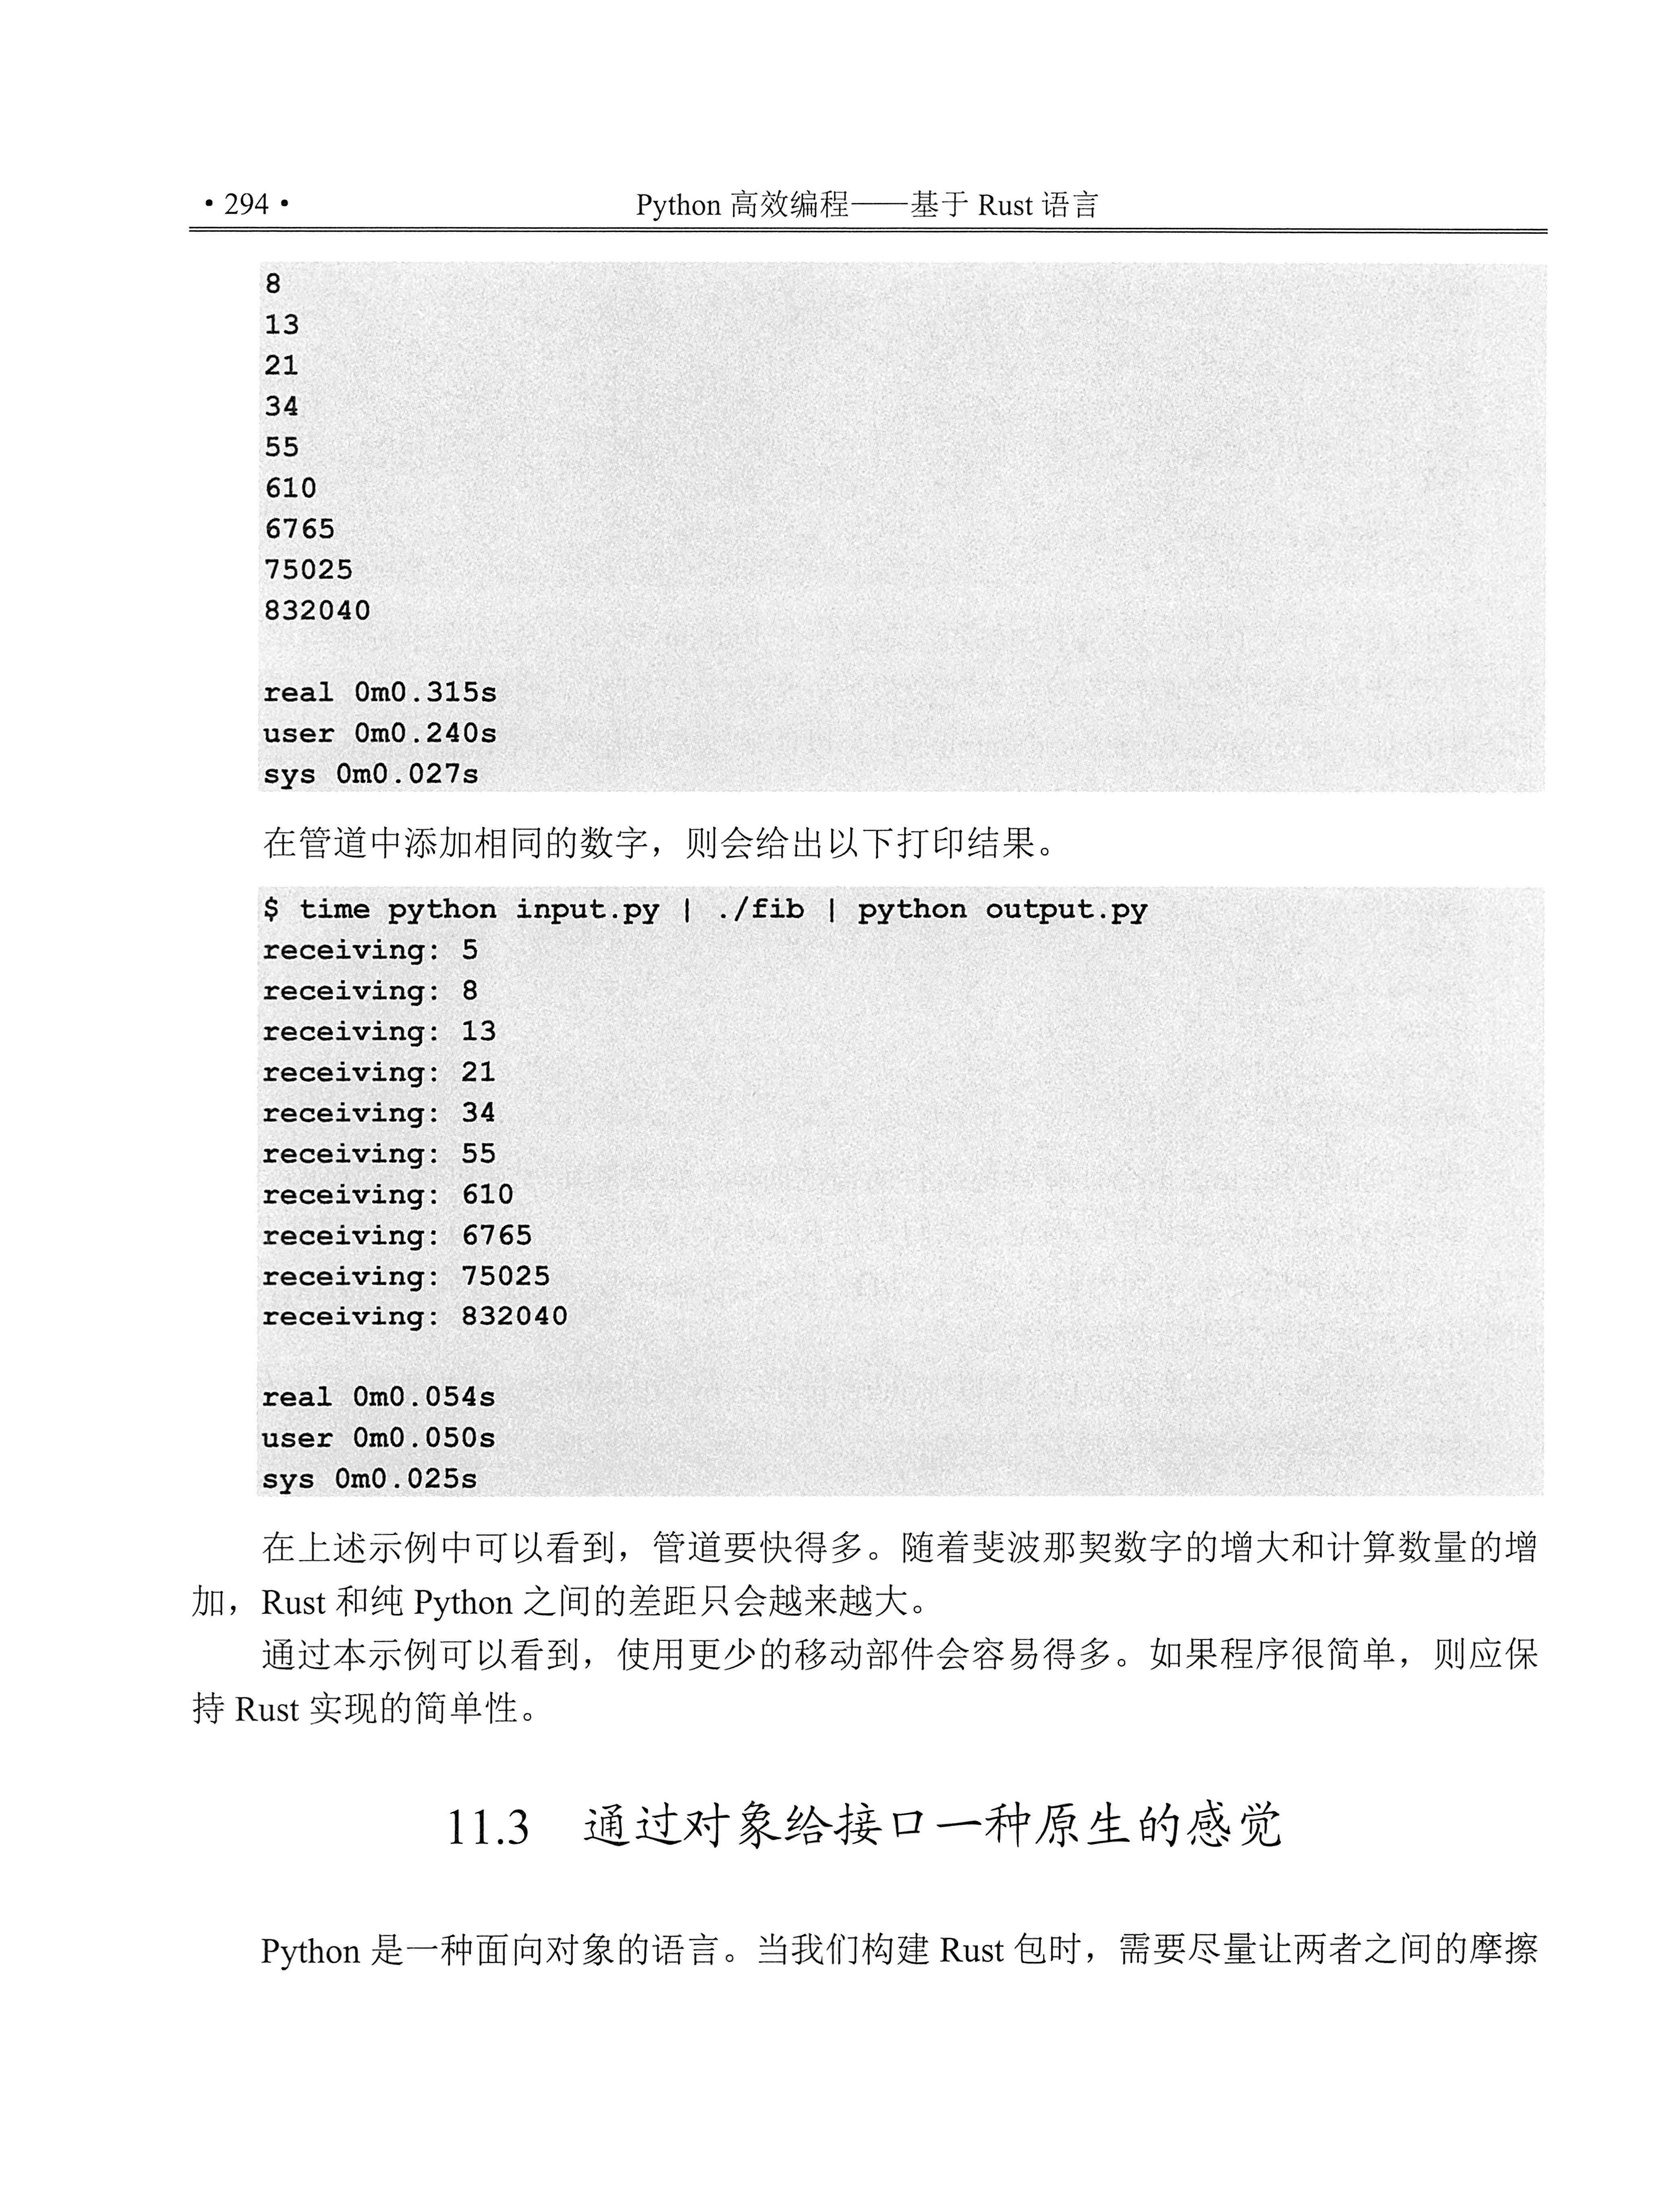 • 294 •
Python 高效编程——基于 Rust 语言
8
13
21
34
55
610
6765
75025
832040
real 0m0.315s
user 0m0.240s
sys 0m0.027s
在管道中添加相同的数字，则会给出以下打印结果。
$ time python input.py | ./fib | python output.py
receiving: 5
receiving: 8
receiving: 13
receiving: 21
receiving: 34
receiving: 55
receiving: 610
receiving: 6765
receiving: 75025
receiving: 832040
real 0m0.054s
user 0m0.050s
sys 0m0.025s
在上述示例中可以看到，管道要快得多。随着斐波那契数字的增大和计算数量的增
加，Rust 和纯 Python 之间的差距只会越来越大。
通过本示例可以看到，使用更少的移动部件会容易得多。如果程序很简单，则应保
持 Rust 实现的简单性。
11.3 通过对象给接口一种原生的感觉
Python 是一种面向对象的语言。当我们构建 Rust 包时，需要尽量让两者之间的摩擦